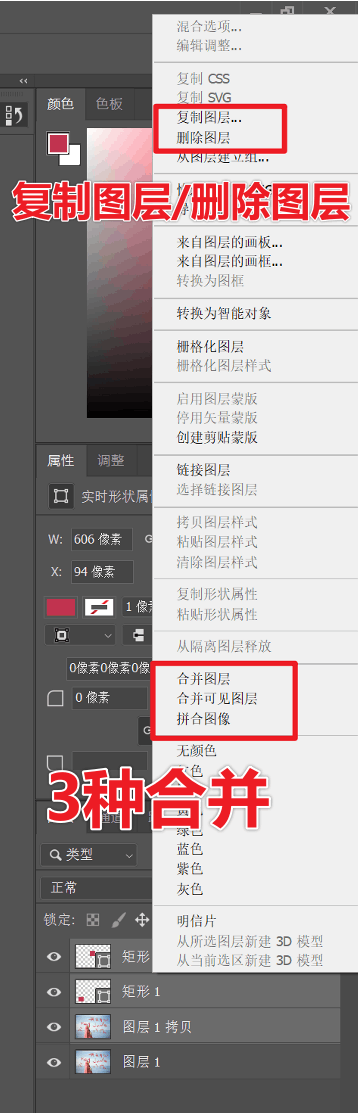 混合选项...
编辑调整...
复制 CSS
复制 SVG
复制图层...
删除图层
从图层建立组...
颜色
色板
复制图层/删除图层
来自图层的画板...
来自图层的画框...
转换为图框
转换为智能对象
栅格化图层
栅格化图层样式
启用图层蒙版
停用矢量蒙版
创建剪贴蒙版
链接图层
选择链接图层
拷贝图层样式
粘贴图层样式
清除图层样式
复制形状属性
粘贴形状属性
从隔离图层释放
合并图层
合并可见图层
拼合图像
无颜色
3种合并
绿色
蓝色
紫色
灰色
明信片
从所选图层新建 3D 模型
从当前选区新建 3D 模型
属性
调整
实时形状属
W: 606 像素
X: 94 像素
1 像
0像素0像素0像
0 像素
类型
正常
锁定:
矩形
矩形 1
图层 1 拷贝
图层 1